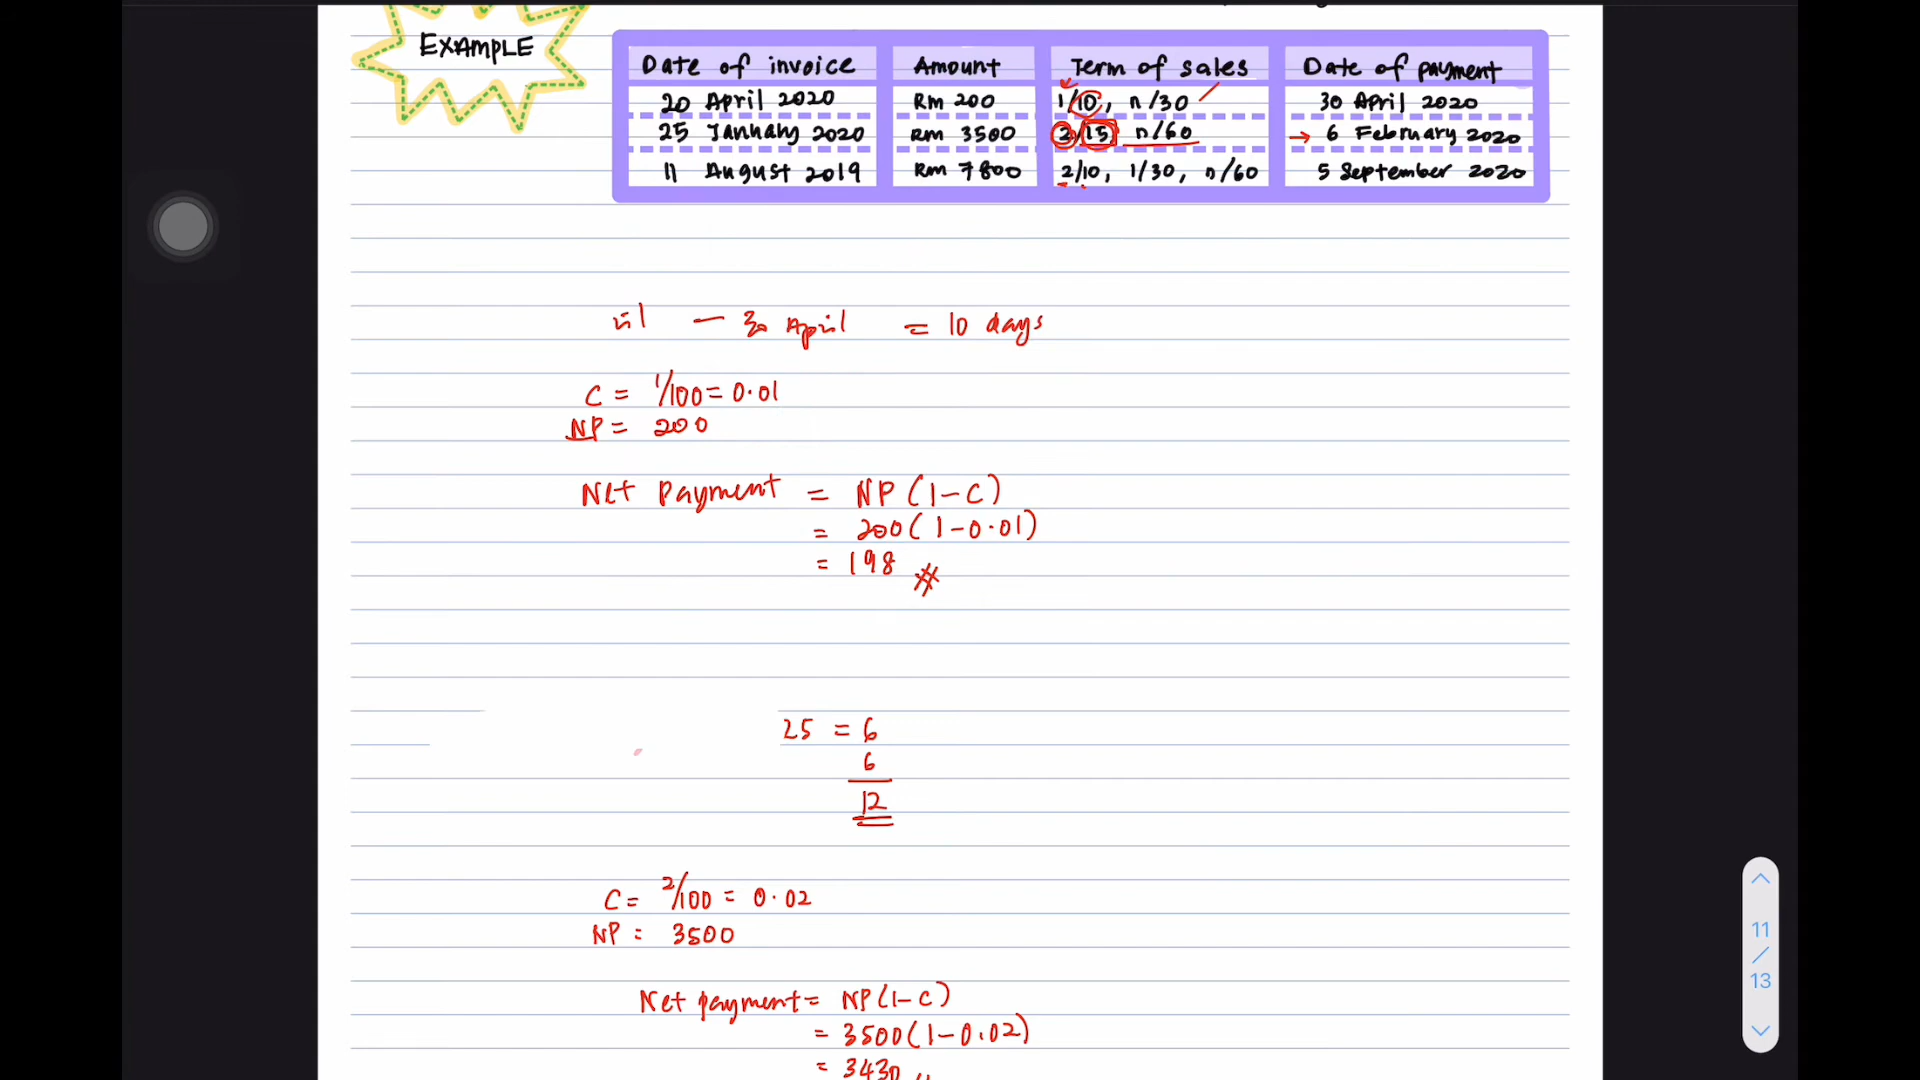 EXAMPLE
Date of invoice Amount Term of sales Date of payment
20 April 2020 Rm 200 1/10, n/30 30 April 2020
25 January 2020 Rm 3500 2/15, n/60 → 6 February 2020
11 August 2019 Rm 7800 2/10, 1/30, n/60 5 September 2020
— 30 April = 10 days
C = 1/100 = 0.01
NP = 200
Net Payment = NP (1-C)
= 200 (1-0.01)
= 198 #
25 = 6
6
12
C = 2/100 = 0.02
NP = 3500
Net payment = NP (1-C)
= 3500 (1-0.02)
= 3430
11
/
13